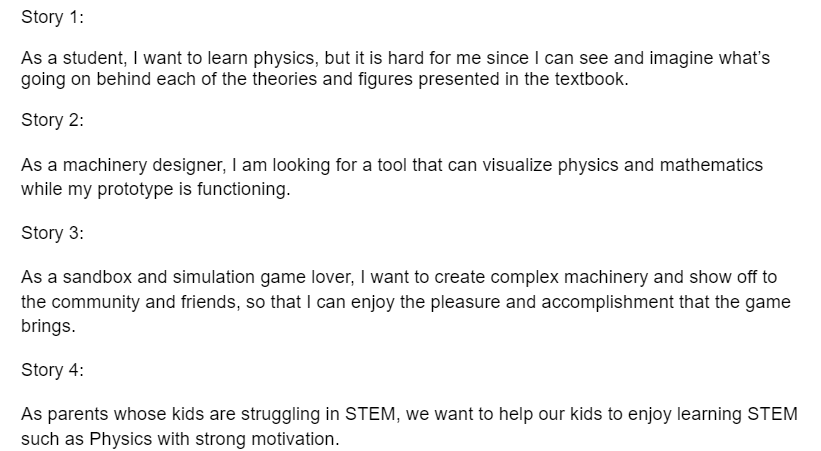 Story 1:
As a student, I want to learn physics, but it is hard for me since I can see and imagine what’s
going on behind each of the theories and figures presented in the textbook.
Story 2:
As a machinery designer, I am looking for a tool that can visualize physics and mathematics
while my prototype is functioning.
Story 3:
As a sandbox and simulation game lover, I want to create complex machinery and show off to
the community and friends, so that I can enjoy the pleasure and accomplishment that the game
brings.
Story 4:
As parents whose kids are struggling in STEM, we want to help our kids to enjoy learning STEM
such as Physics with strong motivation.